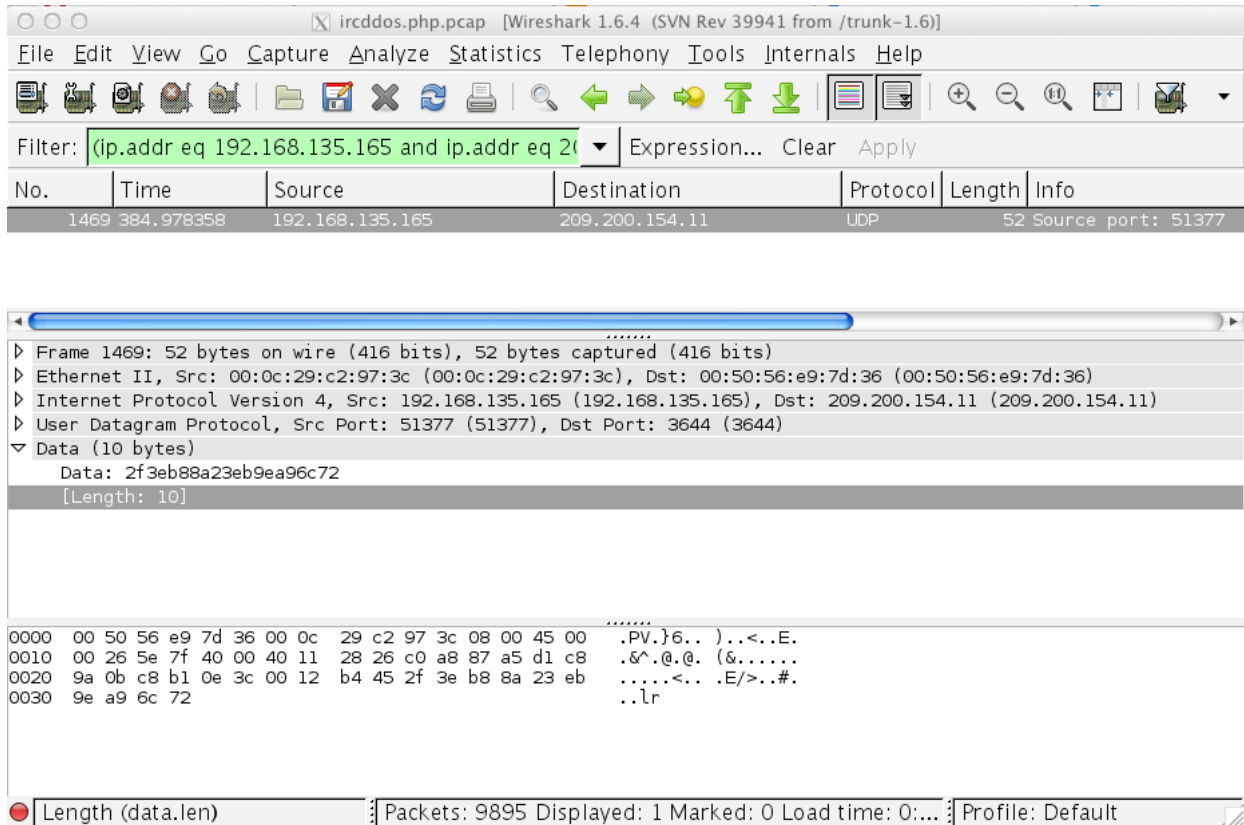 ircddos.php.pcap [Wireshark 1.6.4 (SVN Rev 39941 from /trunk-1.6)]
File Edit View Go Capture Analyze Statistics Telephony Tools Internals Help
Filter: (ip.addr eq 192.168.135.165 and ip.addr eq 20 Expression... Clear Apply
No. Time Source Destination Protocol Length Info
1469 384.978358 192.168.135.165 209.200.154.11 UDP 52 Source port: 51377
Frame 1469: 52 bytes on wire (416 bits), 52 bytes captured (416 bits)
Ethernet II, Src: 00:0c:29:c2:97:3c (00:0c:29:c2:97:3c), Dst: 00:50:56:e9:7d:36 (00:50:56:e9:7d:36)
Internet Protocol Version 4, Src: 192.168.135.165 (192.168.135.165), Dst: 209.200.154.11 (209.200.154.11)
User Datagram Protocol, Src Port: 51377 (51377), Dst Port: 3644 (3644)
Data (10 bytes)
Data: 2f3eb88a23eb9ea96c72
[Length: 10]
0000 00 50 56 e9 7d 36 00 0c 29 c2 97 3c 08 00 45 00 .PV.}6.. )..<..E.
0010 00 26 5e 7f 40 00 40 11 28 26 c0 a8 87 a5 d1 c8 .&^.@.@. (&......
0020 9a 0b c8 b1 0e 3c 00 12 b4 45 2f 3e b8 8a 23 eb .....<.. .E/>..#.
0030 9e a9 6c 72 ..lr
Length (data.len) Packets: 9895 Displayed: 1 Marked: 0 Load time: 0:... Profile: Default